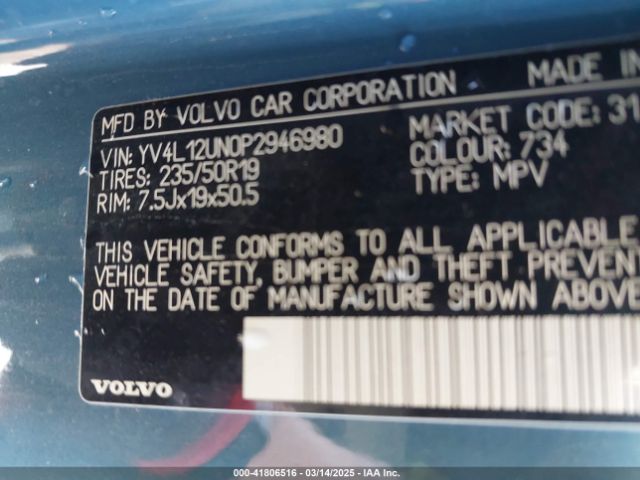 MFD BY VOLVO CAR CORPORATION MADE IN
VIN: YV4L12UN0P2946980 MARKET CODE: 31
TIRES: 235/50R19 COLOUR: 734
RIM: 7.5Jx19x50.5 TYPE: MPV
THIS VEHICLE CONFORMS TO ALL APPLICABLE
VEHICLE SAFETY, BUMPER AND THEFT PREVENT
ON THE DATE OF MANUFACTURE SHOWN ABOVE
VOLVO
000-41806516 | 03/14/2025 | IAA Inc.